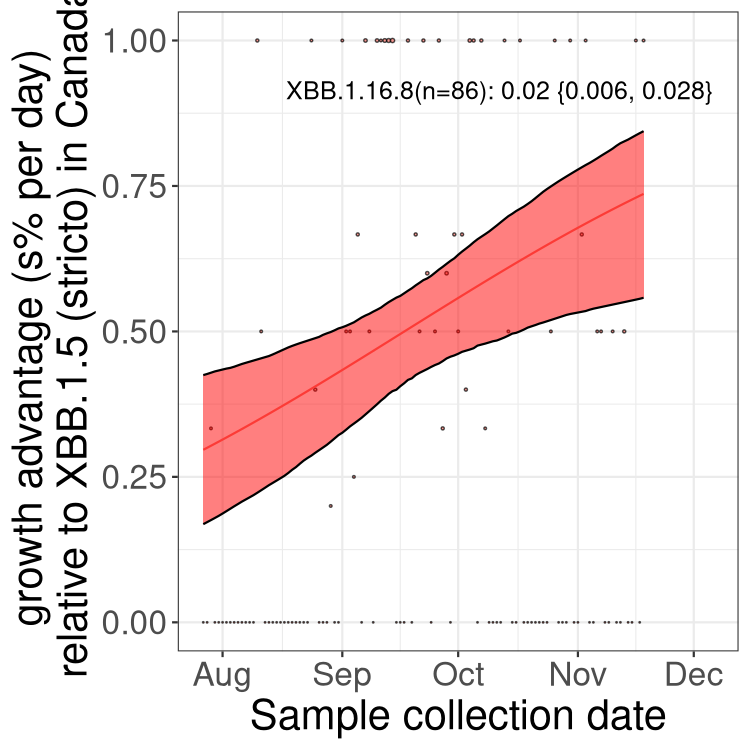 growth advantage (s% per day)
relative to XBB.1.5 (stricto) in Canada
1.00
0.75
0.50
0.25
0.00
XBB.1.16.8(n=86): 0.02 {0.006, 0.028}
Aug Sep Oct Nov Dec
Sample collection date